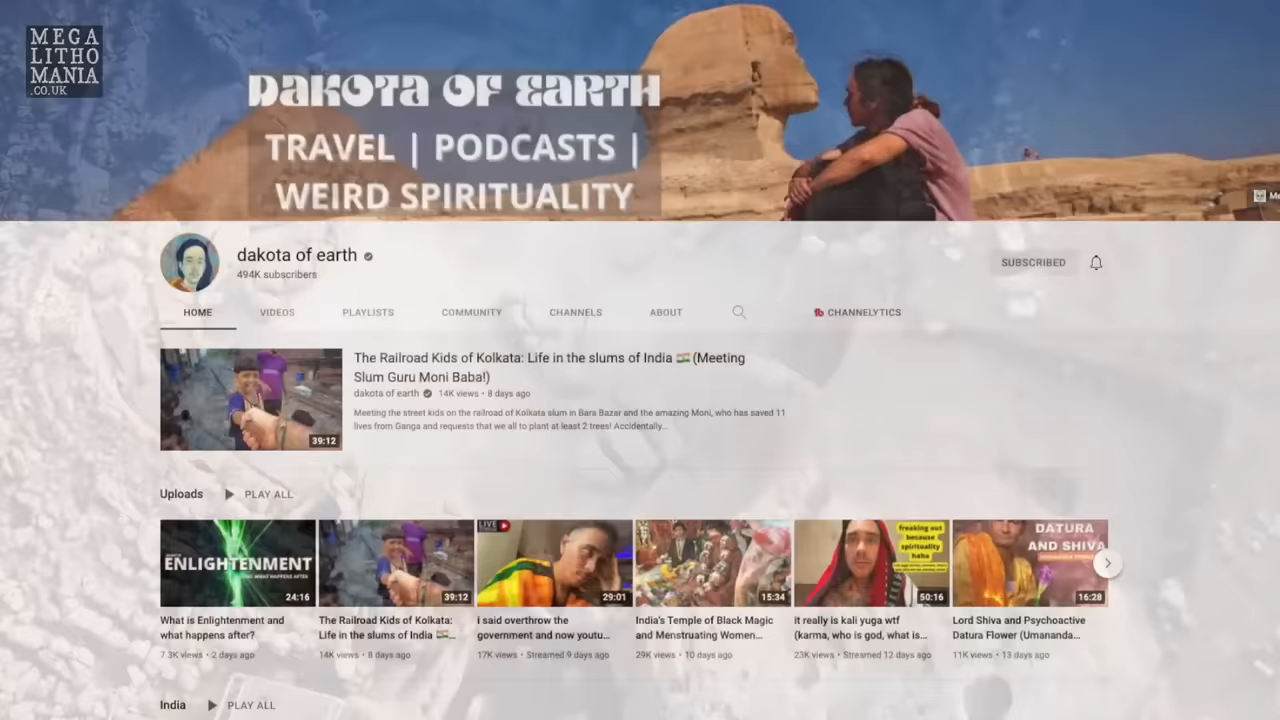 MEGA
LITHO
MANIA
.CO.UK
DAKOTA OF EARTH
TRAVEL | PODCASTS |
WEIRD SPIRITUALITY
Me
dakota of earth
494K subscribers
SUBSCRIBED
HOME VIDEOS PLAYLISTS COMMUNITY CHANNELS ABOUT CHANNELYTICS
The Railroad Kids of Kolkata: Life in the slums of India 🇮🇳 (Meeting
Slum Guru Moni Baba!)
dakota of earth 14K views • 8 days ago
Meeting the street kids on the railroad of Kolkata slum in Bara Bazar and the amazing Moni, who has saved 11
lives from Ganga and requests that we all to plant at least 2 trees! Accidentally...
39:12
Uploads PLAY ALL
ENLIGHTENMENT
WHAT HAPPENS AFTER
24:16
39:12
LIVE
29:01
15:34
freaking out
because
spirituality
haha
50:16
DATURA
AND SHIVA
16:28
What is Enlightenment and
what happens after?
7.3K views • 2 days ago
The Railroad Kids of Kolkata:
Life in the slums of India 🇮🇳...
14K views • 8 days ago
i said overthrow the
government and now youtu...
17K views • Streamed 9 days ago
India's Temple of Black Magic
and Menstruating Women...
29K views • 10 days ago
it really is kali yuga wtf
(karma, who is god, what is...
23K views • Streamed 12 days ago
Lord Shiva and Psychoactive
Datura Flower (Umananda...
11K views • 13 days ago
India PLAY ALL